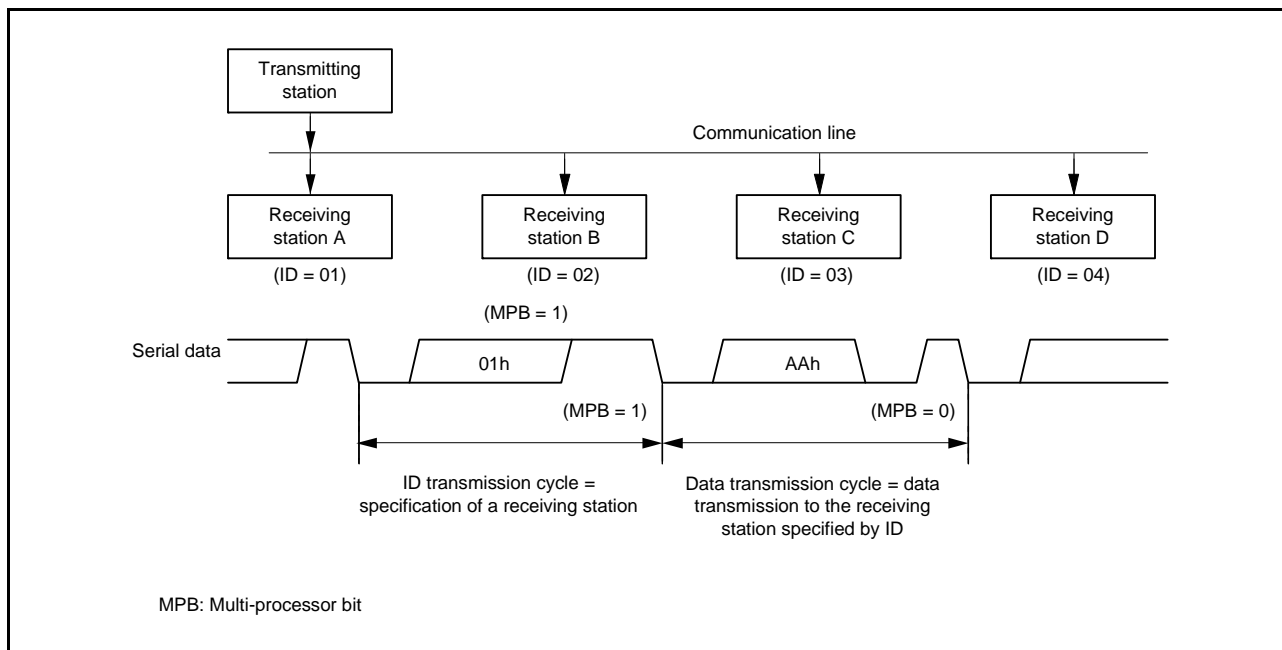 Transmitting
station
Communication line
Receiving
station A
Receiving
station B
Receiving
station C
Receiving
station D
(ID = 01)
(ID = 02)
(ID = 03)
(ID = 04)
(MPB = 1)
Serial data
01h
AAh
(MPB = 1)
(MPB = 0)
ID transmission cycle =
specification of a receiving station
Data transmission cycle = data
transmission to the receiving
station specified by ID
MPB: Multi-processor bit